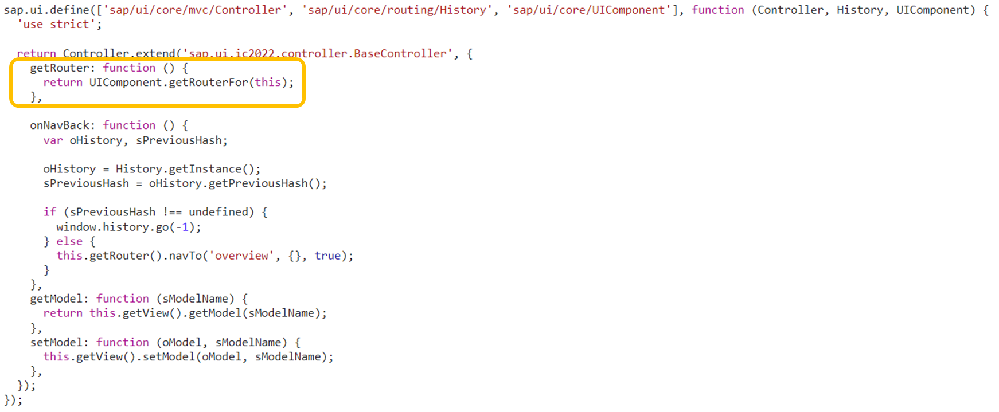 sap.ui.define(['sap/ui/core/mvc/Controller', 'sap/ui/core/routing/History', 'sap/ui/core/UIComponent'], function (Controller, History, UIComponent) {
  'use strict';

  return Controller.extend('sap.ui.ic2022.controller.BaseController', {
    getRouter: function () {
      return UIComponent.getRouterFor(this);
    },

    onNavBack: function () {
      var oHistory, sPreviousHash;

      oHistory = History.getInstance();
      sPreviousHash = oHistory.getPreviousHash();

      if (sPreviousHash !== undefined) {
        window.history.go(-1);
      } else {
        this.getRouter().navTo('overview', {}, true);
      }
    },
    getModel: function (sModelName) {
      return this.getView().getModel(sModelName);
    },
    setModel: function (oModel, sModelName) {
      this.getView().setModel(oModel, sModelName);
    },
  });
});